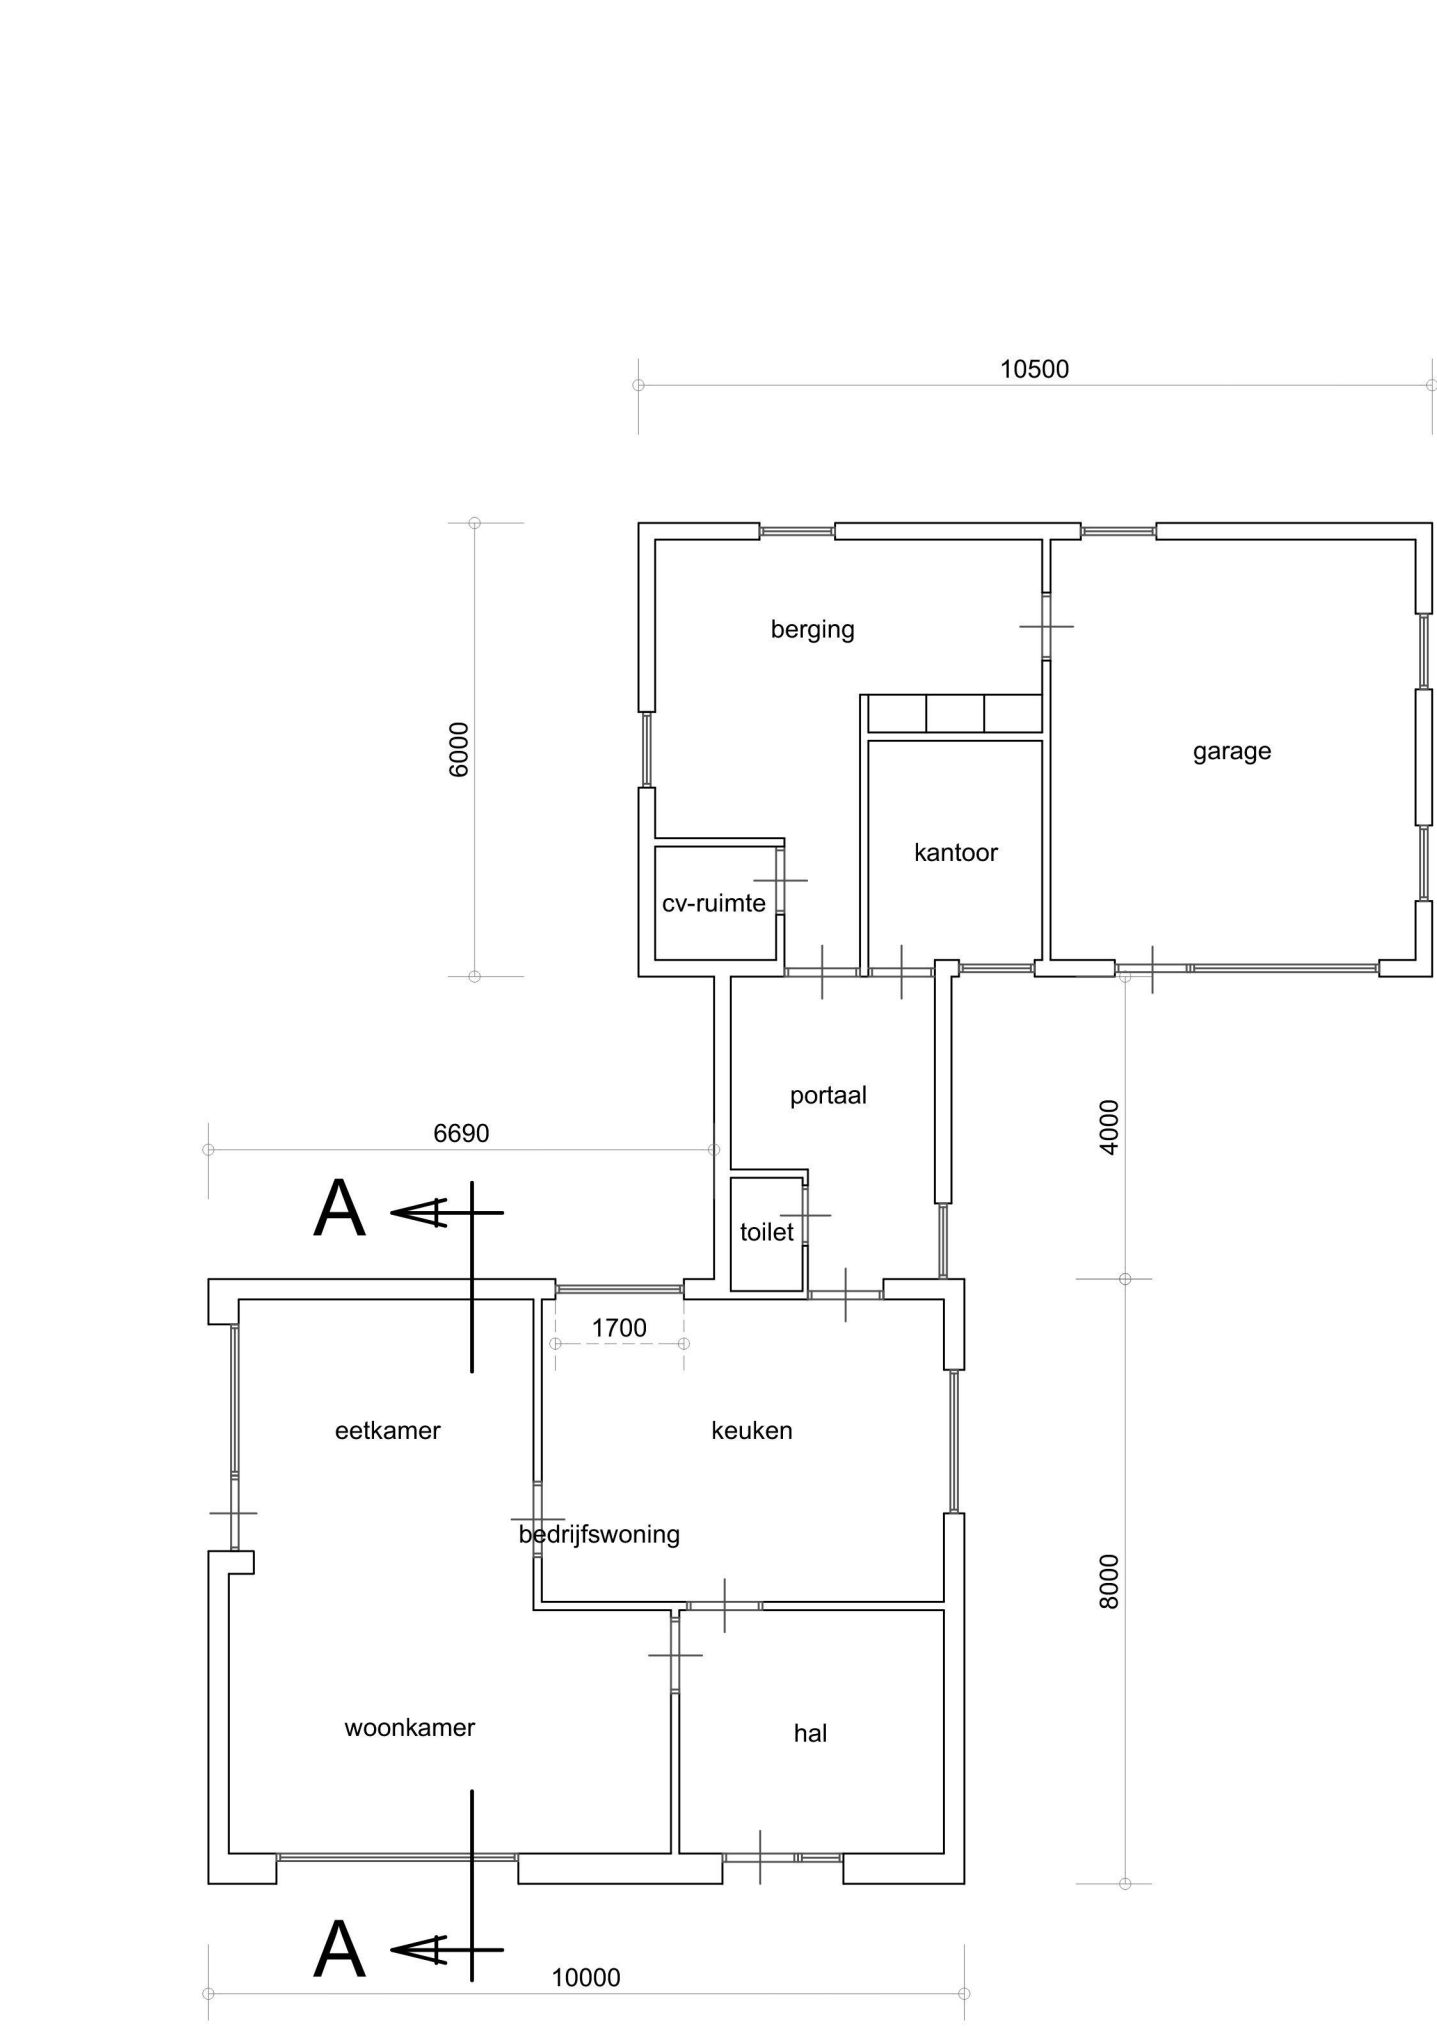 10500
berging
6000
garage
kantoor
cv-ruimte
portaal
4000
6690
A
toilet
1700
eetkamer
keuken
bedrijfswoning
8000
woonkamer
hal
A
10000